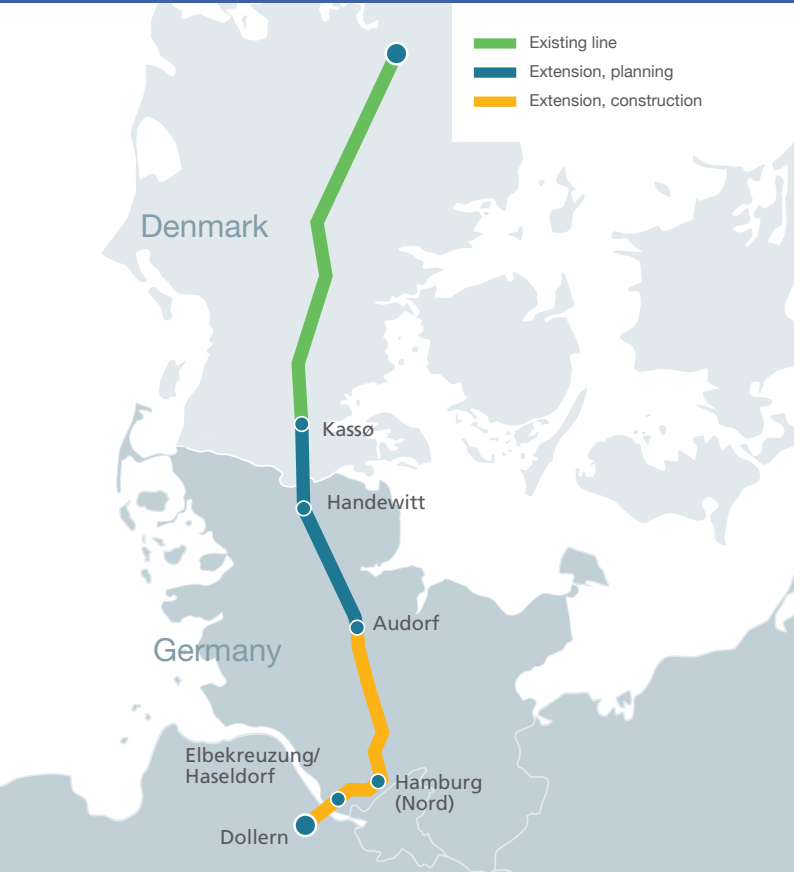 Existing line
Extension, planning
Extension, construction
Denmark
Kassø
Handewitt
Audorf
Germany
Elbekreuzung/
Haseldorf
Hamburg
(Nord)
Dollern